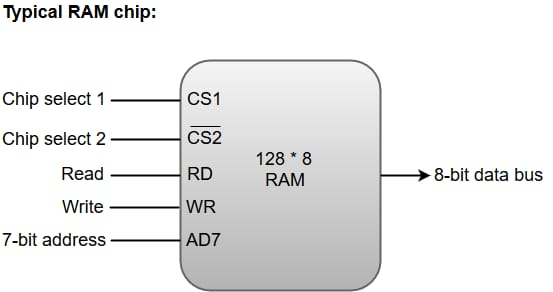 Typical RAM chip:
Chip select 1
CS1
Chip select 2
C̅S̅2̅
Read
RD
128 * 8
RAM
8-bit data bus
Write
WR
7-bit address
AD7